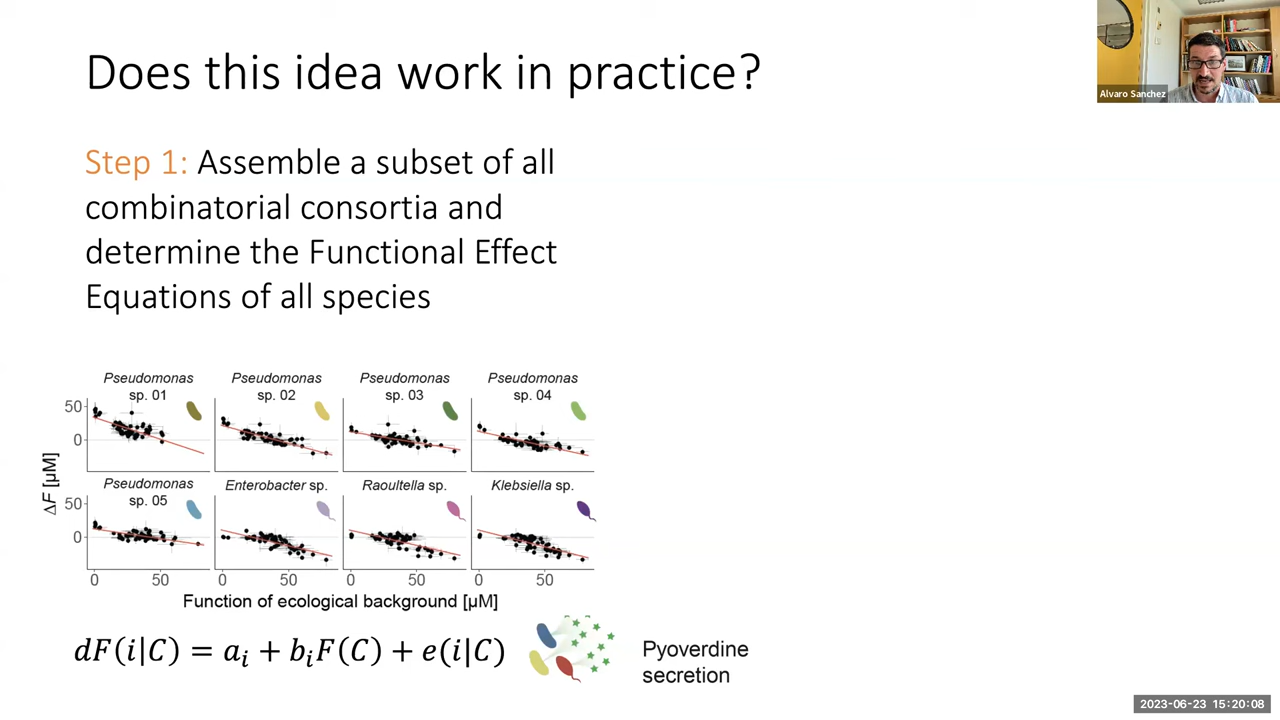 Does this idea work in practice?
Alvaro Sanchez
Step 1: Assemble a subset of all
combinatorial consortia and
determine the Functional Effect
Equations of all species
Pseudomonas sp. 01
Pseudomonas sp. 02
Pseudomonas sp. 03
Pseudomonas sp. 04
50
0
Pseudomonas sp. 05
Enterobacter sp.
Raoultella sp.
Klebsiella sp.
50
0
ΔF [µM]
0 50 0 50 0 50 0 50
Function of ecological background [µM]
dF(i|C) = aᵢ + bᵢF(C) + e(i|C)
Pyoverdine
secretion
2023-06-23 15:20:08